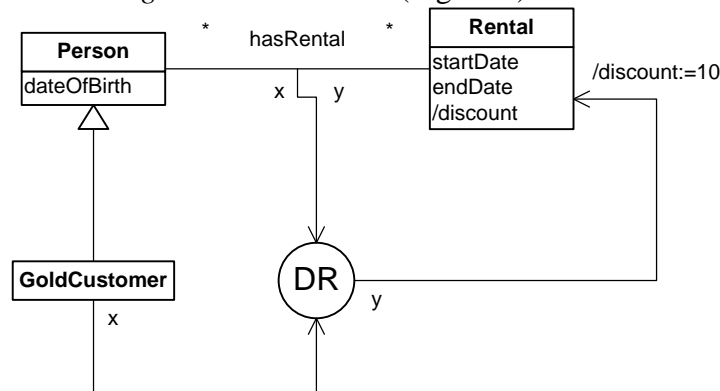 Person
dateOfBirth
*
hasRental
*
Rental
startDate
endDate
/discount
/discount:=10
x
y
GoldCustomer
x
DR
y